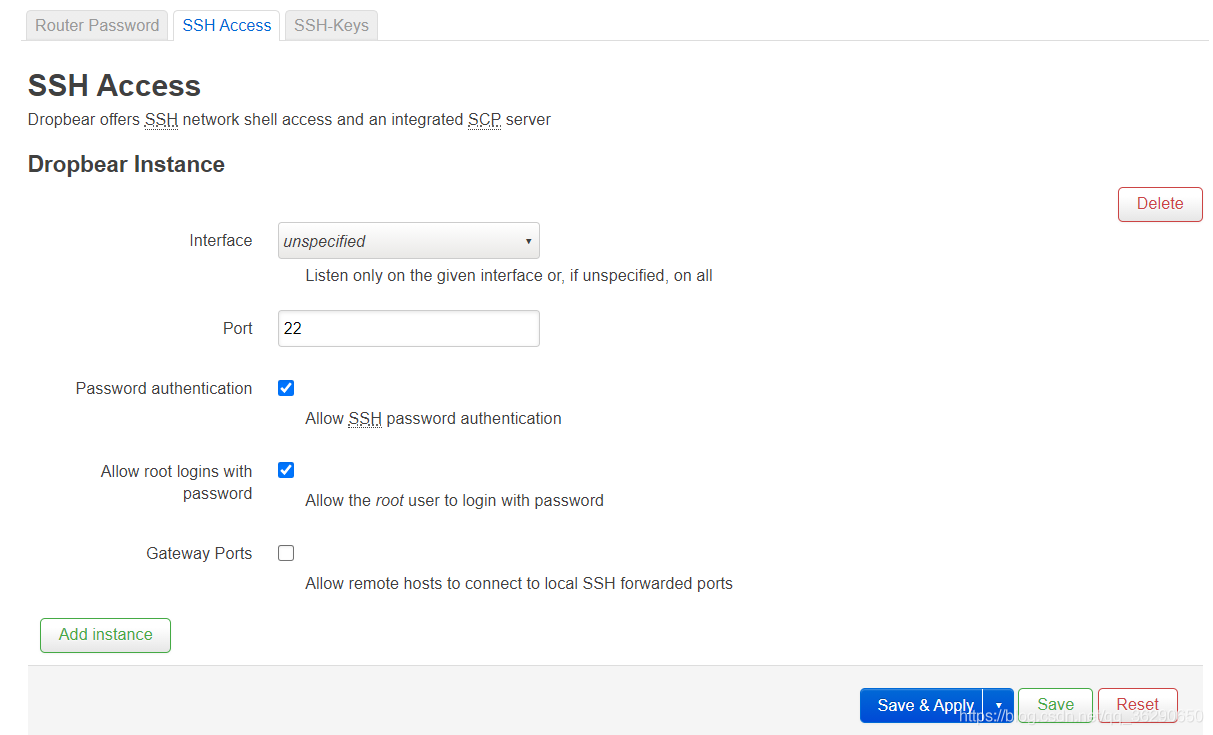 Router Password SSH Access SSH-Keys
SSH Access
Dropbear offers SSH network shell access and an integrated SCP server
Dropbear Instance
Delete
Interface unspecified
Listen only on the given interface or, if unspecified, on all
Port 22
Password authentication
Allow SSH password authentication
Allow root logins with
password
Allow the root user to login with password
Gateway Ports
Allow remote hosts to connect to local SSH forwarded ports
Add instance
Save & Apply Save Reset
https://blog.csdn.net/qq_36290650